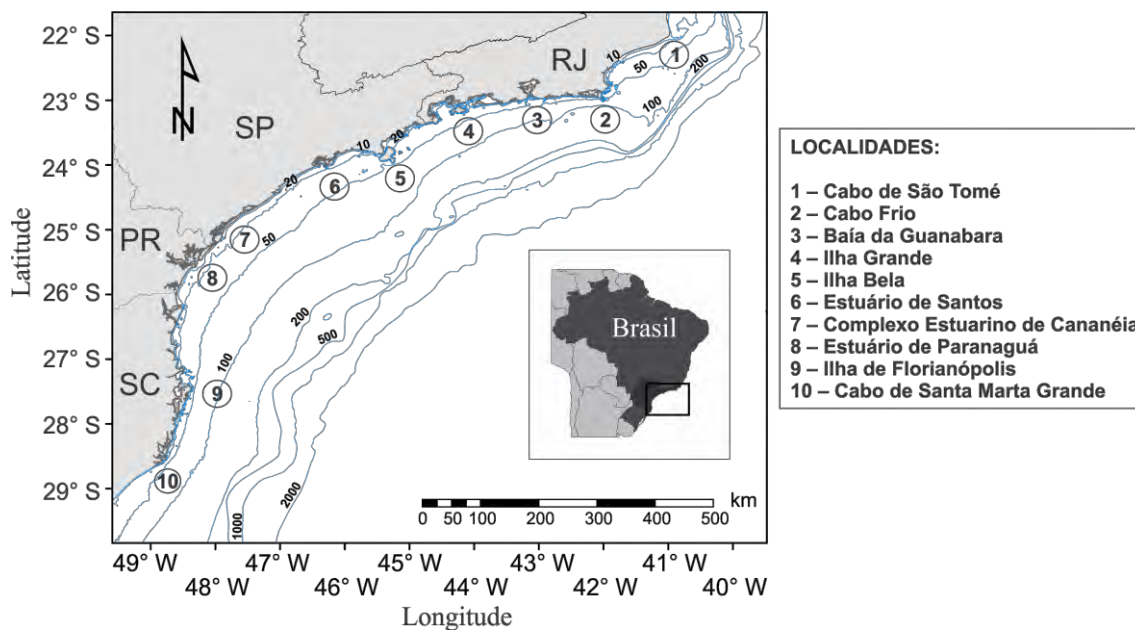 22° S
23° S
24° S
25° S
26° S
27° S
28° S
29° S
Latitude
N
RJ
SP
PR
SC
1
2
3
4
5
6
7
8
9
10
10
50
200
100
20
10
20
50
200
500
100
1000
2000
Brasil
km
0 50 100 200 300 400 500
49° W 47° W 46° W 44° W 43° W 41° W
48° W 45° W 42° W 40° W
Longitude
LOCALIDADES:
1 – Cabo de São Tomé
2 – Cabo Frio
3 – Baía da Guanabara
4 – Ilha Grande
5 – Ilha Bela
6 – Estuário de Santos
7 – Complexo Estuarino de Cananéia
8 – Estuário de Paranaguá
9 – Ilha de Florianópolis
10 – Cabo de Santa Marta Grande